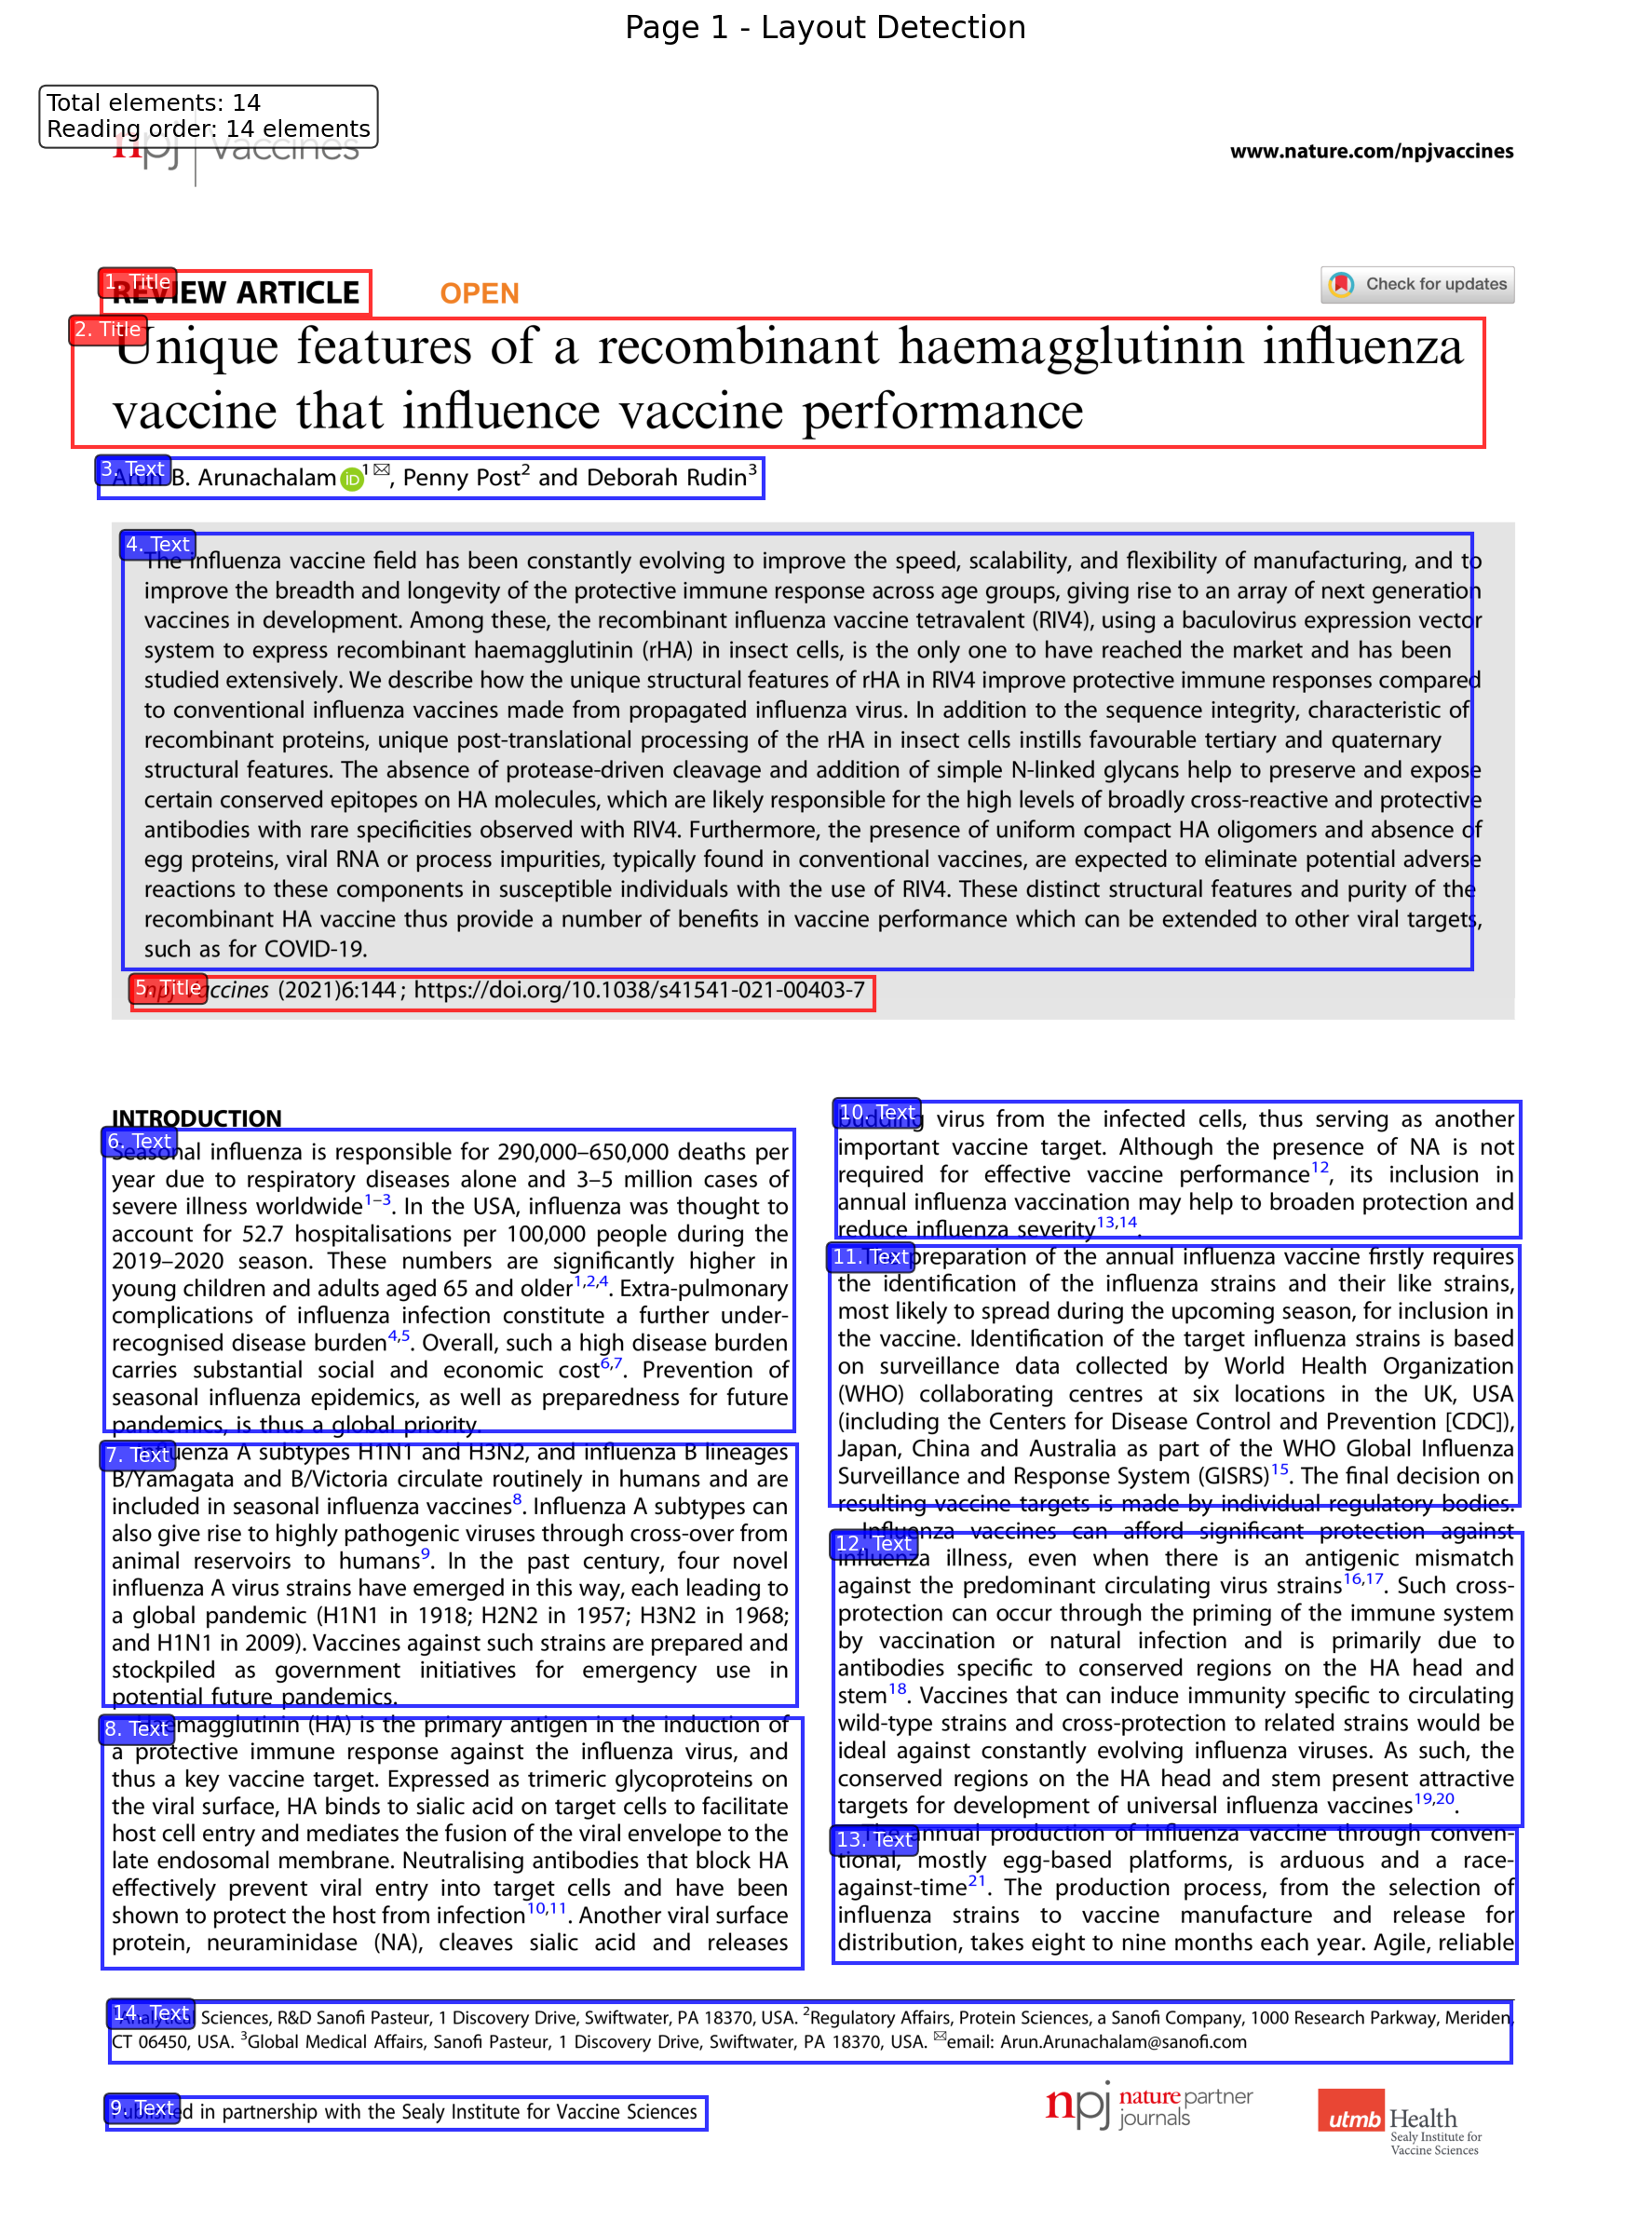 Page 1 - Layout Detection
Total elements: 14
Reading order: 14 elements
npj vaccines
www.nature.com/npjvaccines
1. Title
REVIEW ARTICLE OPEN
Check for updates
2. Title
Unique features of a recombinant haemagglutinin influenza
vaccine that influence vaccine performance
3. Text
Arun B. Arunachalam iD 1✉, Penny Post2 and Deborah Rudin3
4. Text
The influenza vaccine field has been constantly evolving to improve the speed, scalability, and flexibility of manufacturing, and to
improve the breadth and longevity of the protective immune response across age groups, giving rise to an array of next generation
vaccines in development. Among these, the recombinant influenza vaccine tetravalent (RIV4), using a baculovirus expression vector
system to express recombinant haemagglutinin (rHA) in insect cells, is the only one to have reached the market and has been
studied extensively. We describe how the unique structural features of rHA in RIV4 improve protective immune responses compared
to conventional influenza vaccines made from propagated influenza virus. In addition to the sequence integrity, characteristic of
recombinant proteins, unique post-translational processing of the rHA in insect cells instills favourable tertiary and quaternary
structural features. The absence of protease-driven cleavage and addition of simple N-linked glycans help to preserve and expose
certain conserved epitopes on HA molecules, which are likely responsible for the high levels of broadly cross-reactive and protective
antibodies with rare specificities observed with RIV4. Furthermore, the presence of uniform compact HA oligomers and absence of
egg proteins, viral RNA or process impurities, typically found in conventional vaccines, are expected to eliminate potential adverse
reactions to these components in susceptible individuals with the use of RIV4. These distinct structural features and purity of the
recombinant HA vaccine thus provide a number of benefits in vaccine performance which can be extended to other viral targets,
such as for COVID-19.
5. Title
npj Vaccines (2021)6:144 ; https://doi.org/10.1038/s41541-021-00403-7
INTRODUCTION
6. Text
Seasonal influenza is responsible for 290,000–650,000 deaths per
year due to respiratory diseases alone and 3–5 million cases of
severe illness worldwide1–3. In the USA, influenza was thought to
account for 52.7 hospitalisations per 100,000 people during the
2019–2020 season. These numbers are significantly higher in
young children and adults aged 65 and older1,2,4. Extra-pulmonary
complications of influenza infection constitute a further under-
recognised disease burden4,5. Overall, such a high disease burden
carries substantial social and economic cost6,7. Prevention of
seasonal influenza epidemics, as well as preparedness for future
pandemics, is thus a global priority.
7. Text
Influenza A subtypes H1N1 and H3N2, and influenza B lineages
B/Yamagata and B/Victoria circulate routinely in humans and are
included in seasonal influenza vaccines8. Influenza A subtypes can
also give rise to highly pathogenic viruses through cross-over from
animal reservoirs to humans9. In the past century, four novel
influenza A virus strains have emerged in this way, each leading to
a global pandemic (H1N1 in 1918; H2N2 in 1957; H3N2 in 1968;
and H1N1 in 2009). Vaccines against such strains are prepared and
stockpiled as government initiatives for emergency use in
potential future pandemics.
8. Text
Haemagglutinin (HA) is the primary antigen in the induction of
a protective immune response against the influenza virus, and
thus a key vaccine target. Expressed as trimeric glycoproteins on
the viral surface, HA binds to sialic acid on target cells to facilitate
host cell entry and mediates the fusion of the viral envelope to the
late endosomal membrane. Neutralising antibodies that block HA
effectively prevent viral entry into target cells and have been
shown to protect the host from infection10,11. Another viral surface
protein, neuraminidase (NA), cleaves sialic acid and releases
10. Text
budding virus from the infected cells, thus serving as another
important vaccine target. Although the presence of NA is not
required for effective vaccine performance12, its inclusion in
annual influenza vaccination may help to broaden protection and
reduce influenza severity13,14.
11. Text
The preparation of the annual influenza vaccine firstly requires
the identification of the influenza strains and their like strains,
most likely to spread during the upcoming season, for inclusion in
the vaccine. Identification of the target influenza strains is based
on surveillance data collected by World Health Organization
(WHO) collaborating centres at six locations in the UK, USA
(including the Centers for Disease Control and Prevention [CDC]),
Japan, China and Australia as part of the WHO Global Influenza
Surveillance and Response System (GISRS)15. The final decision on
resulting vaccine targets is made by individual regulatory bodies.
12. Text
Influenza vaccines can afford significant protection against
influenza illness, even when there is an antigenic mismatch
against the predominant circulating virus strains16,17. Such cross-
protection can occur through the priming of the immune system
by vaccination or natural infection and is primarily due to
antibodies specific to conserved regions on the HA head and
stem18. Vaccines that can induce immunity specific to circulating
wild-type strains and cross-protection to related strains would be
ideal against constantly evolving influenza viruses. As such, the
conserved regions on the HA head and stem present attractive
targets for development of universal influenza vaccines19,20.
13. Text
The annual production of influenza vaccine through conven-
tional, mostly egg-based platforms, is arduous and a race-
against-time21. The production process, from the selection of
influenza strains to vaccine manufacture and release for
distribution, takes eight to nine months each year. Agile, reliable
14. Text
1Analytical Sciences, R&D Sanofi Pasteur, 1 Discovery Drive, Swiftwater, PA 18370, USA. 2Regulatory Affairs, Protein Sciences, a Sanofi Company, 1000 Research Parkway, Meriden,
CT 06450, USA. 3Global Medical Affairs, Sanofi Pasteur, 1 Discovery Drive, Swiftwater, PA 18370, USA. ✉email: Arun.Arunachalam@sanofi.com
9. Text
Published in partnership with the Sealy Institute for Vaccine Sciences
npj nature partner
journals
utmb Health
Sealy Institute for
Vaccine Sciences